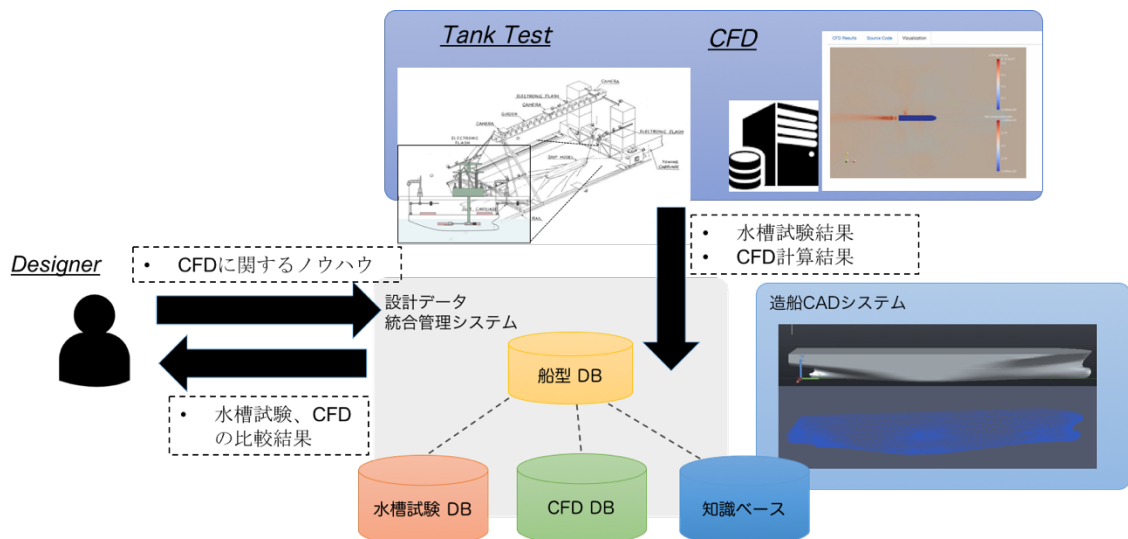 Tank Test
CFD
CFD Results
Source Code
Visualization
CAMERA
ELECTRONIC FLASH
CAMERA
GIRDER
CAMERA
ELECTRONIC
FLASH
ELECTRONIC FLASH
SHIP MODEL
TOWING
CARRIAGE
RAIL
• 水槽試験結果
• CFD計算結果
Designer
• CFDに関するノウハウ
設計データ
統合管理システム
造船CADシステム
船型 DB
• 水槽試験、CFD
の比較結果
水槽試験 DB
CFD DB
知識ベース